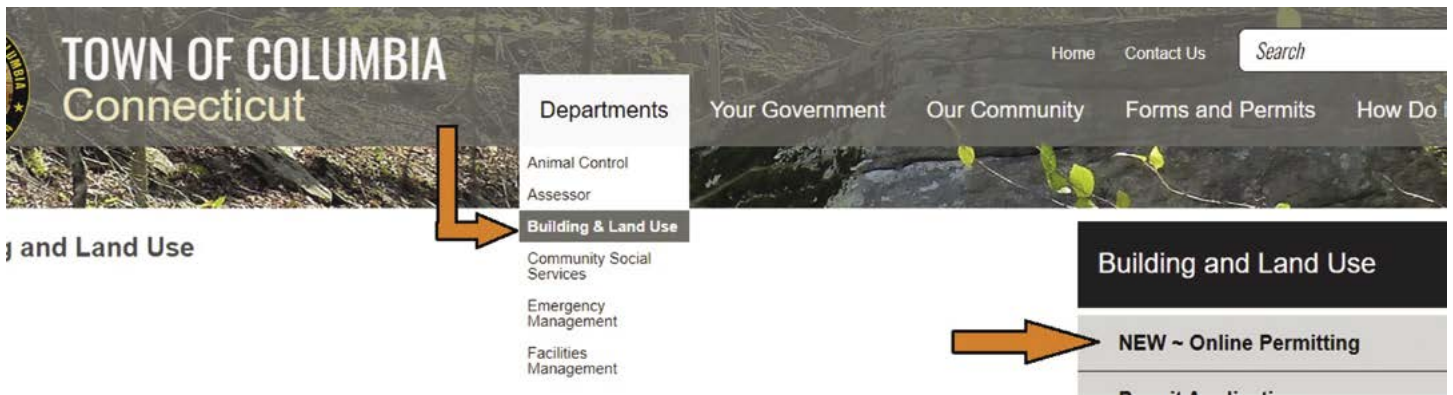 TOWN OF COLUMBIA
Connecticut
Home Contact Us Search
Departments Your Government Our Community Forms and Permits How Do
Animal Control
Assessor
Building & Land Use
Community Social
Services
Emergency
Management
Facilities
Management
and Land Use
Building and Land Use
NEW ~ Online Permitting